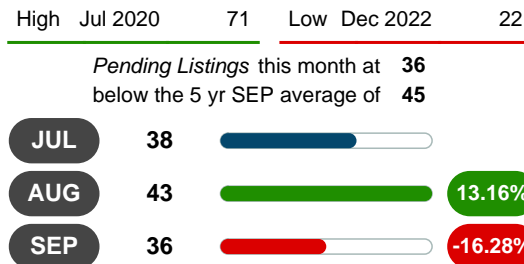 High Jul 2020 71 Low Dec 2022 22
Pending Listings this month at 36
below the 5 yr SEP average of 45
JUL 38
AUG 43 13.16%
SEP 36 -16.28%